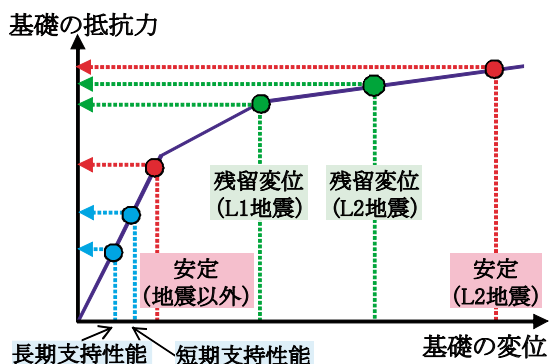 基礎の抵抗力
残留変位
(L1地震)
残留変位
(L2地震)
安定
(地震以外)
安定
(L2地震)
長期支持性能
短期支持性能
基礎の変位